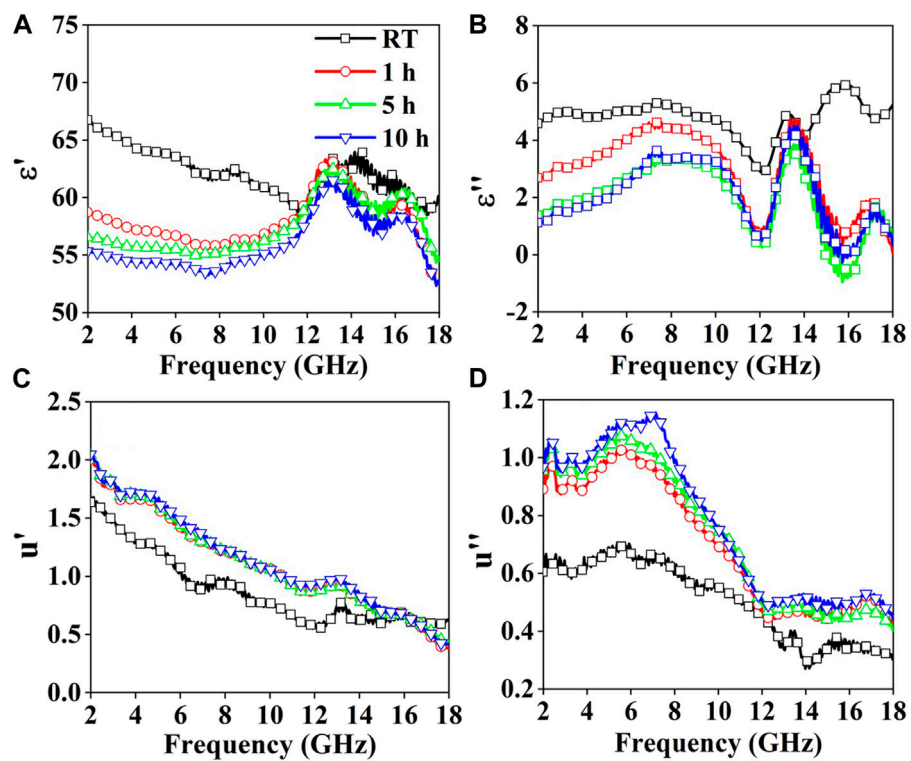 A
75
70
65
60
55
50
ε'
2 4 6 8 10 12 14 16 18
Frequency (GHz)
RT
1 h
5 h
10 h
B
8
6
4
2
0
-2
ε''
2 4 6 8 10 12 14 16 18
Frequency (GHz)
C
2.5
2.0
1.5
1.0
0.5
0.0
u'
2 4 6 8 10 12 14 16 18
Frequency (GHz)
D
1.2
1.0
0.8
0.6
0.4
0.2
u''
2 4 6 8 10 12 14 16 18
Frequency (GHz)